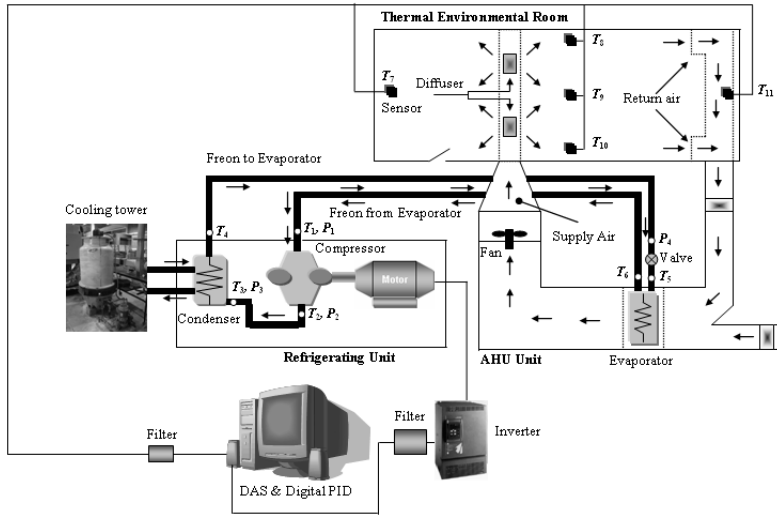 Thermal Environmental Room
T7
Sensor
Diffuser
T8
T9
T10
Return air
T11
Freon to Evaporator
Freon from Evaporator
Cooling tower
T4
T1, P1
Compressor
T3, P3
Condenser
T2, P2
Motor
Refrigerating Unit
Supply Air
Fan
P4
Valve
T6
T5
AHU Unit
Evaporator
Filter
DAS & Digital PID
Filter
Inverter